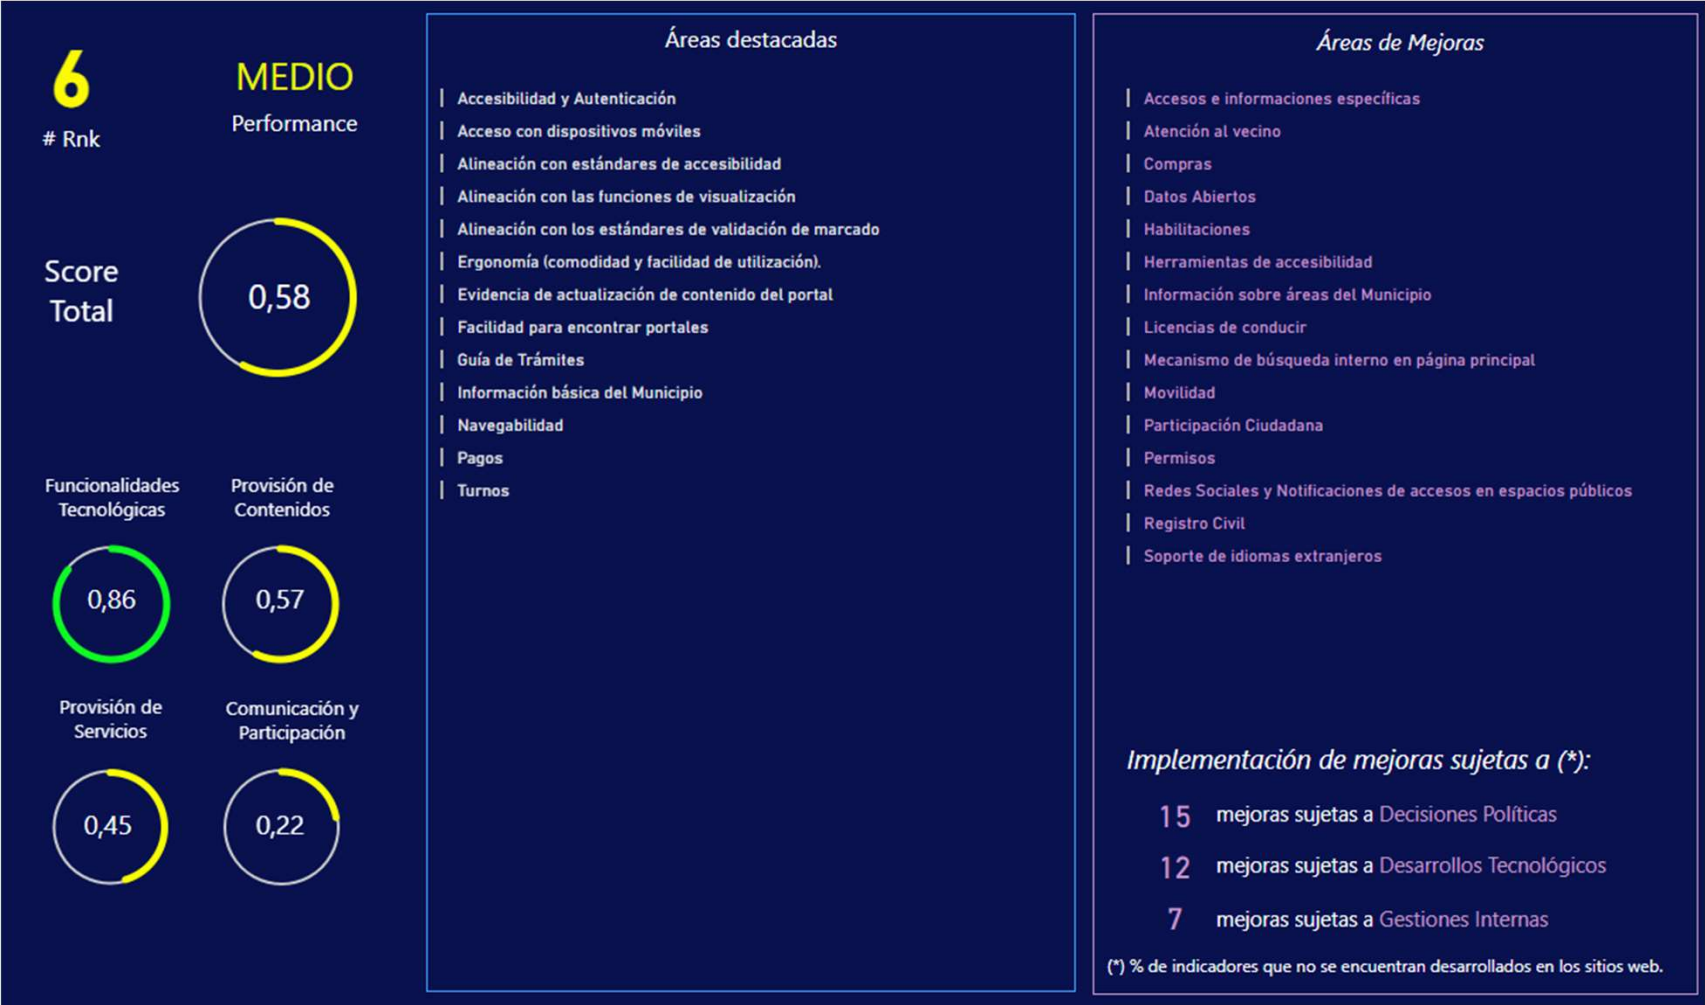 6
# Rnk
MEDIO
Performance
Score
Total
0,58
Funcionalidades
Tecnológicas
0,86
Provisión de
Contenidos
0,57
Provisión de
Servicios
0,45
Comunicación y
Participación
0,22
Áreas destacadas
Accesibilidad y Autenticación
Acceso con dispositivos móviles
Alineación con estándares de accesibilidad
Alineación con las funciones de visualización
Alineación con los estándares de validación de marcado
Ergonomía (comodidad y facilidad de utilización).
Evidencia de actualización de contenido del portal
Facilidad para encontrar portales
Guía de Trámites
Información básica del Municipio
Navegabilidad
Pagos
Turnos
Áreas de Mejoras
Accesos e informaciones específicas
Atención al vecino
Compras
Datos Abiertos
Habilitaciones
Herramientas de accesibilidad
Información sobre áreas del Municipio
Licencias de conducir
Mecanismo de búsqueda interno en página principal
Movilidad
Participación Ciudadana
Permisos
Redes Sociales y Notificaciones de accesos en espacios públicos
Registro Civil
Soporte de idiomas extranjeros
Implementación de mejoras sujetas a (*):
15 mejoras sujetas a Decisiones Políticas
12 mejoras sujetas a Desarrollos Tecnológicos
7 mejoras sujetas a Gestiones Internas
(*) % de indicadores que no se encuentran desarrollados en los sitios web.